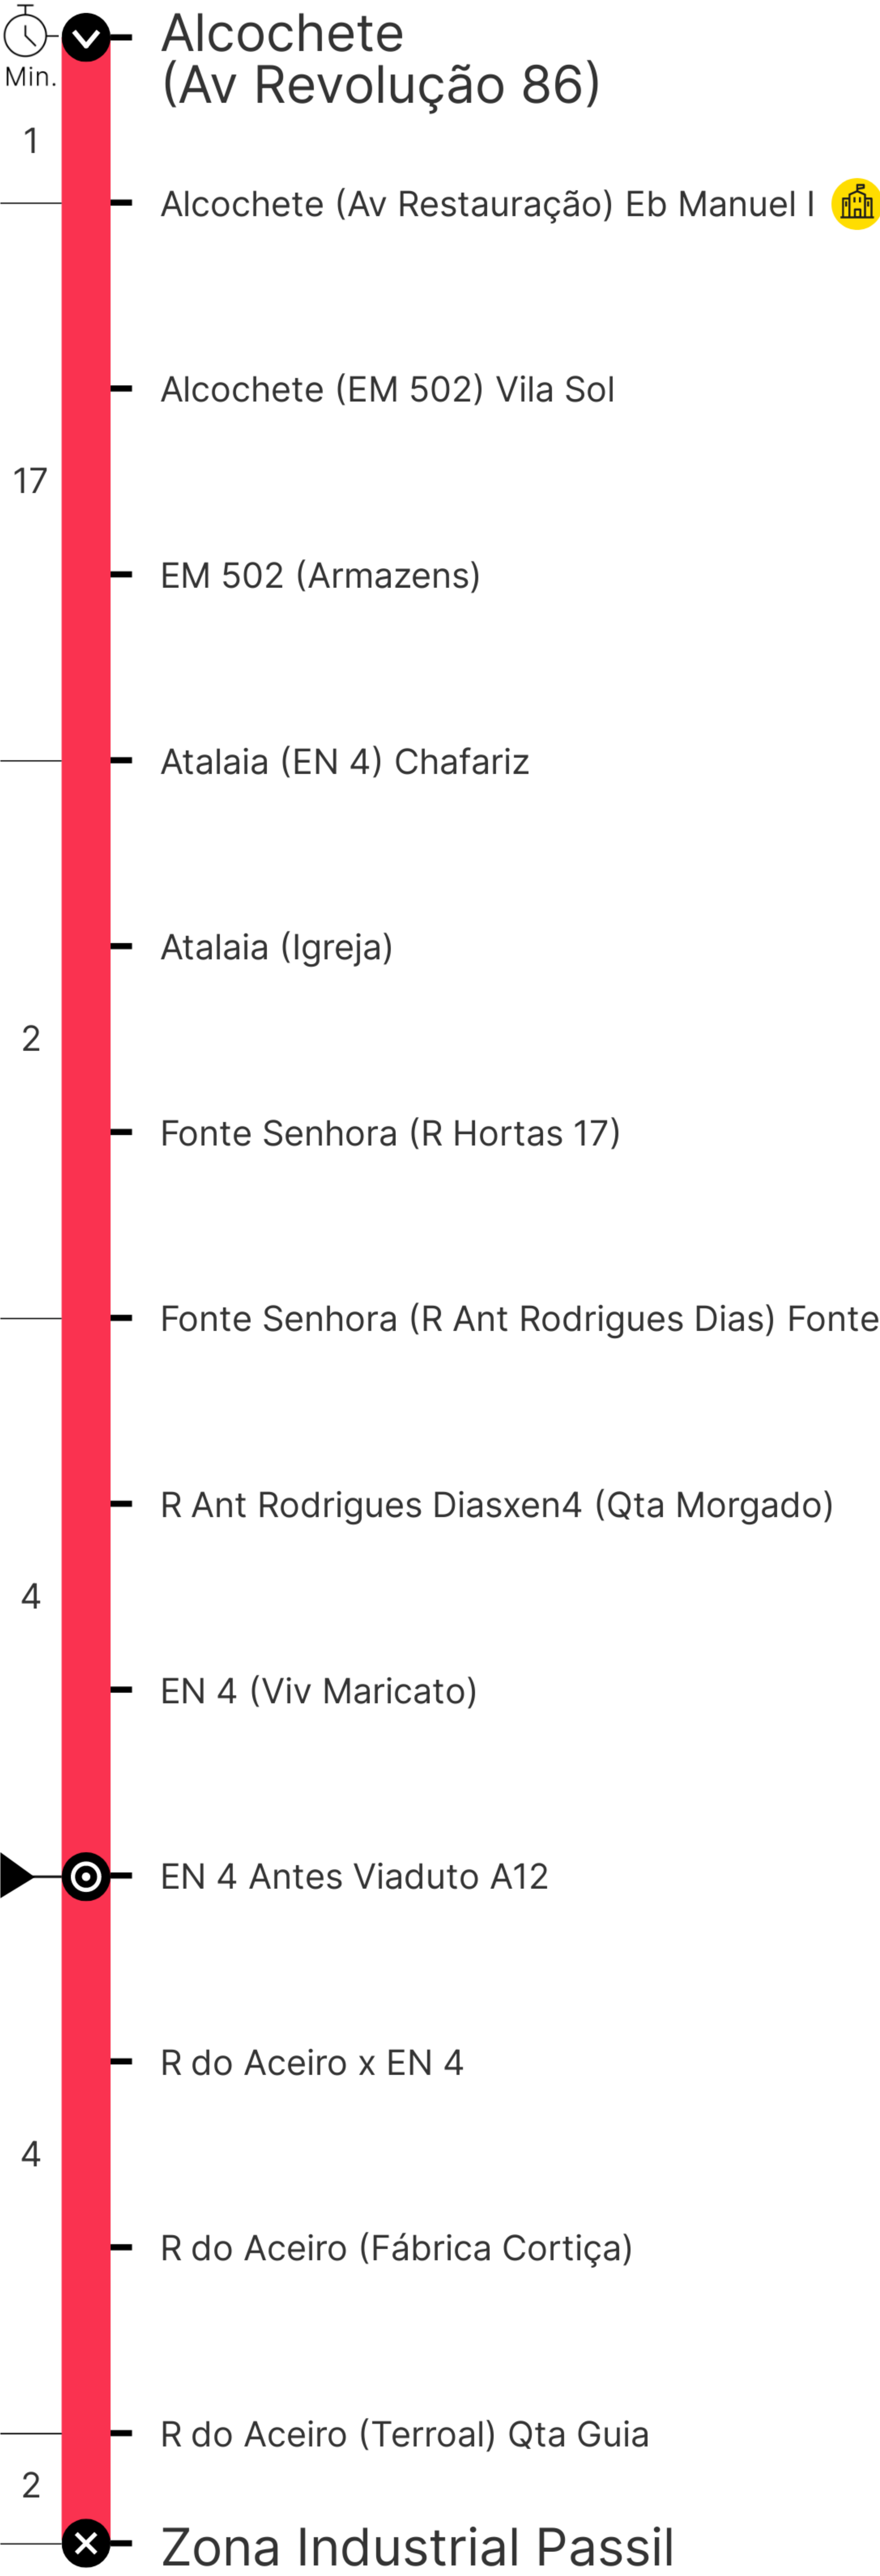 Min.
Alcochete
(Av Revolução 86)
1
Alcochete (Av Restauração) Eb Manuel I
Alcochete (EM 502) Vila Sol
17
EM 502 (Armazens)
Atalaia (EN 4) Chafariz
Atalaia (Igreja)
2
Fonte Senhora (R Hortas 17)
Fonte Senhora (R Ant Rodrigues Dias) Fonte
R Ant Rodrigues Diasxen4 (Qta Morgado)
4
EN 4 (Viv Maricato)
EN 4 Antes Viaduto A12
R do Aceiro x EN 4
4
R do Aceiro (Fábrica Cortiça)
R do Aceiro (Terroal) Qta Guia
2
Zona Industrial Passil